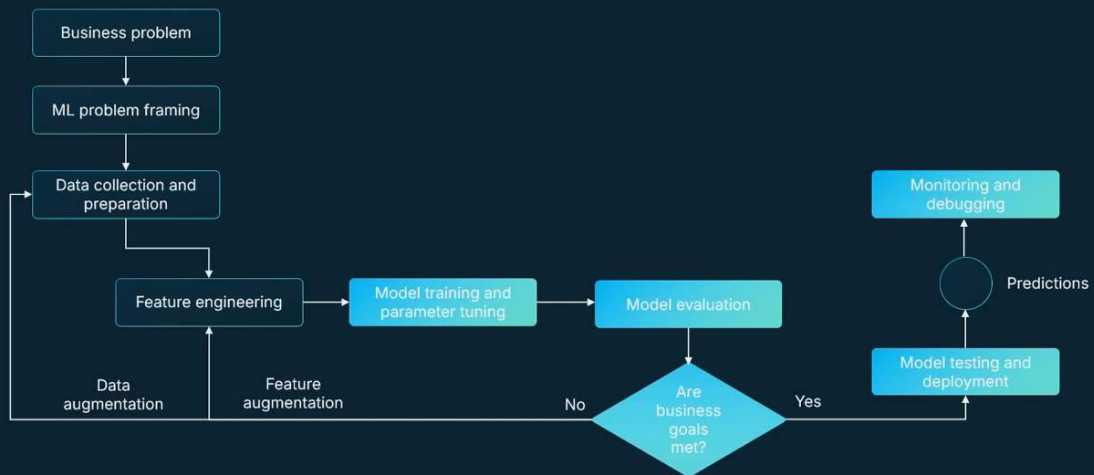 Business problem
ML problem framing
Data collection and
preparation
Monitoring and
debugging
Predictions
Feature engineering
Model training and
parameter tuning
Model evaluation
Model testing and
deployment
Data
augmentation
Feature
augmentation
No
Are
business
goals
met?
Yes